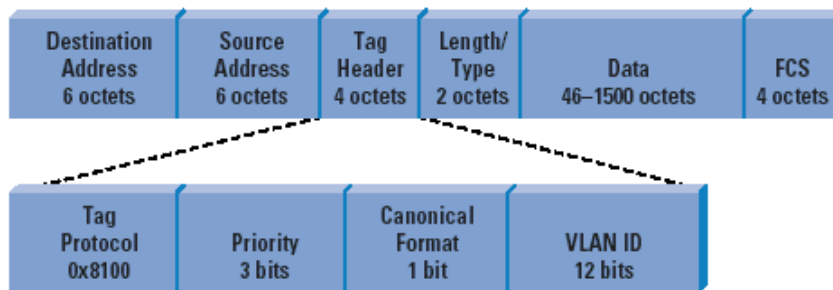 Destination
Address
6 octets
Source
Address
6 octets
Tag
Header
4 octets
Length/
Type
2 octets
Data
46–1500 octets
FCS
4 octets
Tag
Protocol
0x8100
Priority
3 bits
Canonical
Format
1 bit
VLAN ID
12 bits